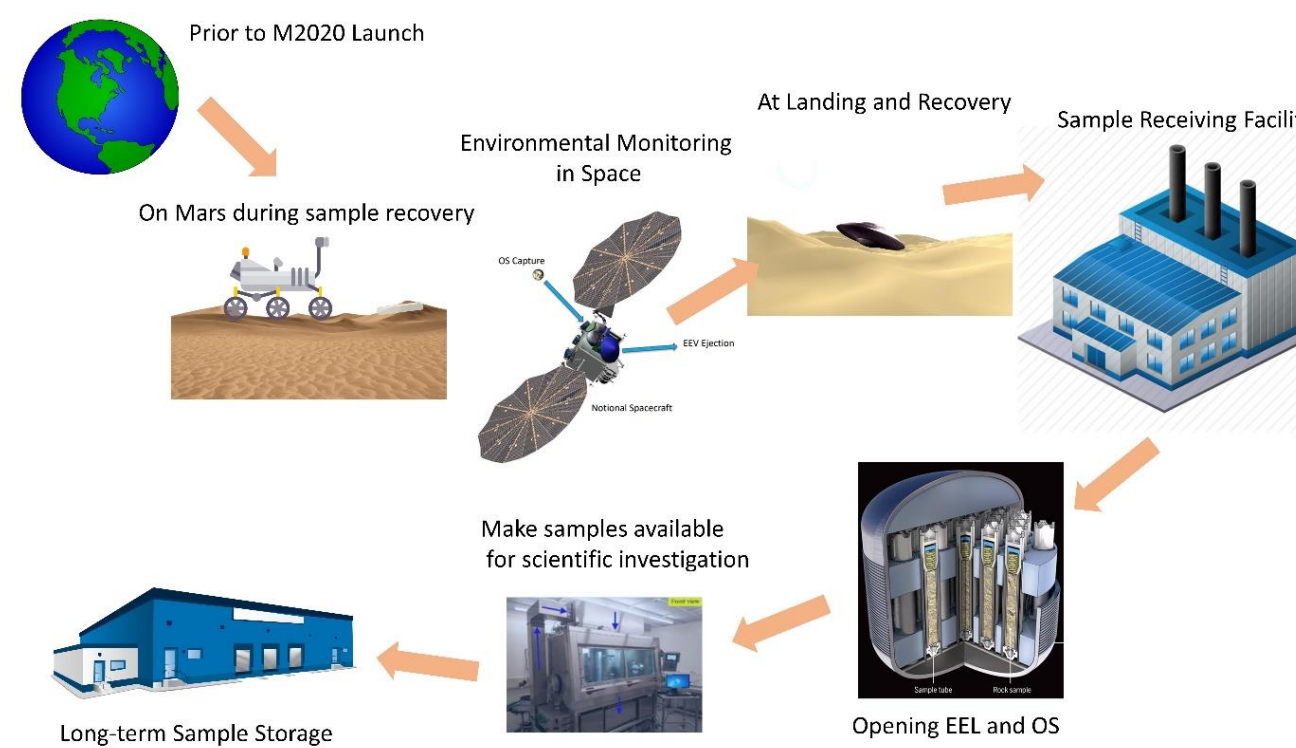 Prior to M2020 Launch
On Mars during sample recovery
Environmental Monitoring
in Space
OS Capture
EEV Ejection
Notional Spacecraft
At Landing and Recovery
Sample Receiving Facilit
Sample tube
Rock sample
Opening EEL and OS
Make samples available
for scientific investigation
Front view
Long-term Sample Storage